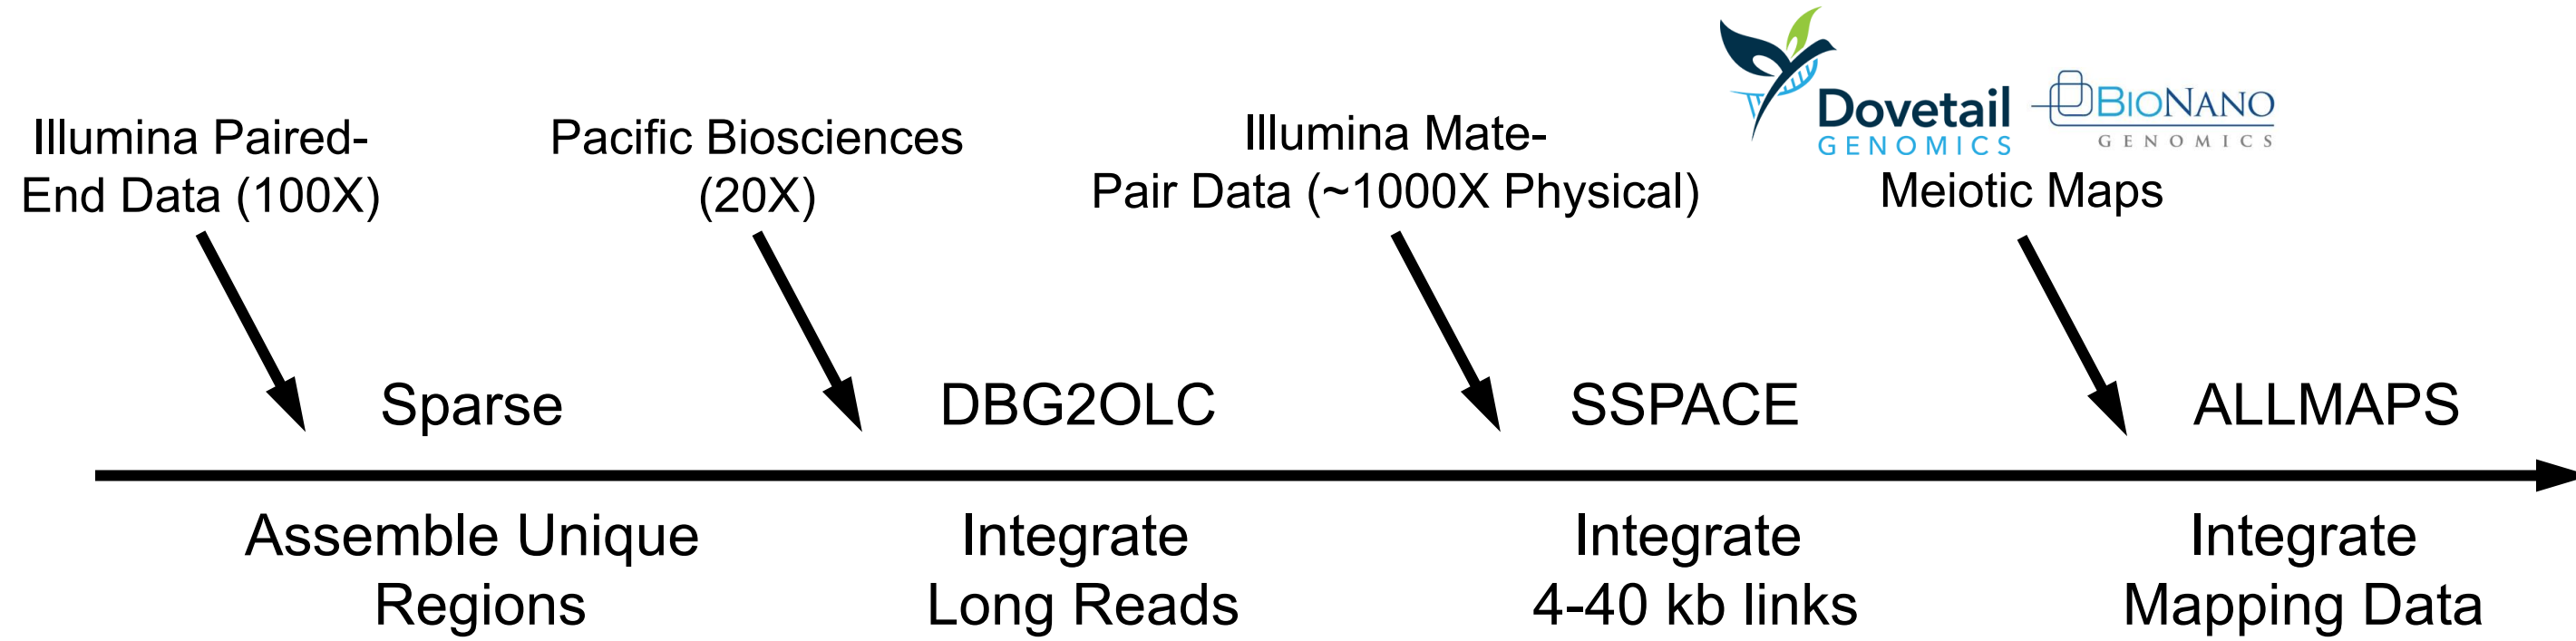 Illumina Paired-
End Data (100X)
Pacific Biosciences
(20X)
Illumina Mate-
Pair Data (~1000X Physical)
Dovetail
GENOMICS
BIONANO
GENOMICS
Meiotic Maps
Sparse
DBG2OLC
SSPACE
ALLMAPS
Assemble Unique
Regions
Integrate
Long Reads
Integrate
4-40 kb links
Integrate
Mapping Data